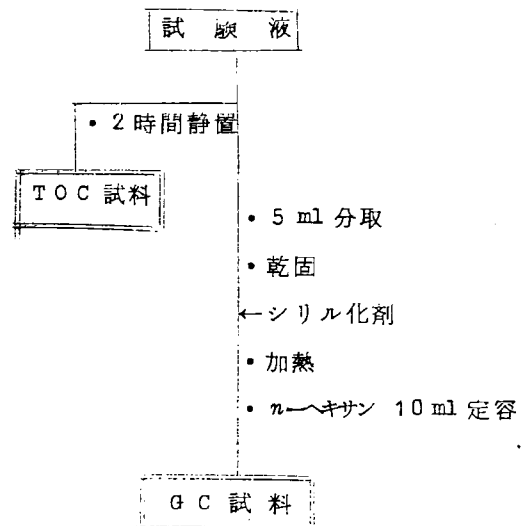 試験液
• 2時間静置
TOC試料
• 5 ml 分取
• 乾固
←シリル化剤
• 加熱
• n-ヘキサン 10 ml 定容
GC試料